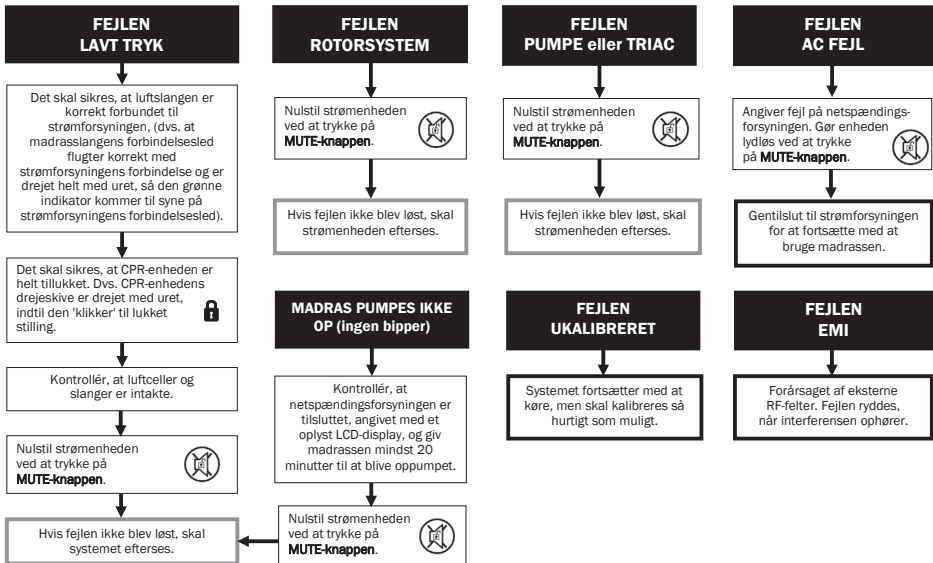 FEJLEN
LAVT TRYK
Det skal sikres, at luftslangen er
korrekt forbundet til
strømforsyningen, (dvs. at
madrasslangens forbindelsesled
flugter korrekt med
strømforsyningens forbindelse og er
drejet helt med uret, så den grønne
indikator kommer til syne på
strømforsyningens forbindelsesled).
Det skal sikres, at CPR-enheden er
helt tillukket. Dvs. CPR-enhedens
drejeskive er drejet med uret,
indtil den 'klikker' til lukket
stilling.
Kontrollér, at luftceller og
slanger er intakte.
Nulstil strømenheden
ved at trykke på
MUTE-knappen.
Hvis fejlen ikke blev løst, skal
systemet efterses.
FEJLEN
ROTORSYSTEM
Nulstil strømenheden
ved at trykke på
MUTE-knappen.
Hvis fejlen ikke blev løst, skal
strømenheden efterses.
MADRAS PUMPES IKKE
OP (ingen bipper)
Kontrollér, at
netspændingsforsyningen er
tilsluttet, angivet med et
oplyst LCD-display, og giv
madrassen mindst 20
minutter til at blive oppumpet.
Nulstil strømenheden
ved at trykke på
MUTE-knappen.
FEJLEN
PUMPE eller TRIAC
Nulstil strømenheden
ved at trykke på
MUTE-knappen.
Hvis fejlen ikke blev løst, skal
strømenheden efterses.
FEJLEN
UKALIBRERET
Systemet fortsætter med at
køre, men skal kalibreres så
hurtigt som muligt.
FEJLEN
AC FEJL
Angiver fejl på netspændings-
forsyningen. Gør enheden
lydløs ved at trykke
på MUTE-knappen.
Gentilslut til strømforsyningen
for at fortsætte med at
bruge madrassen.
FEJLEN
EMI
Forårsaget af eksterne
RF-felter. Fejlen ryddes,
når interferensen ophører.